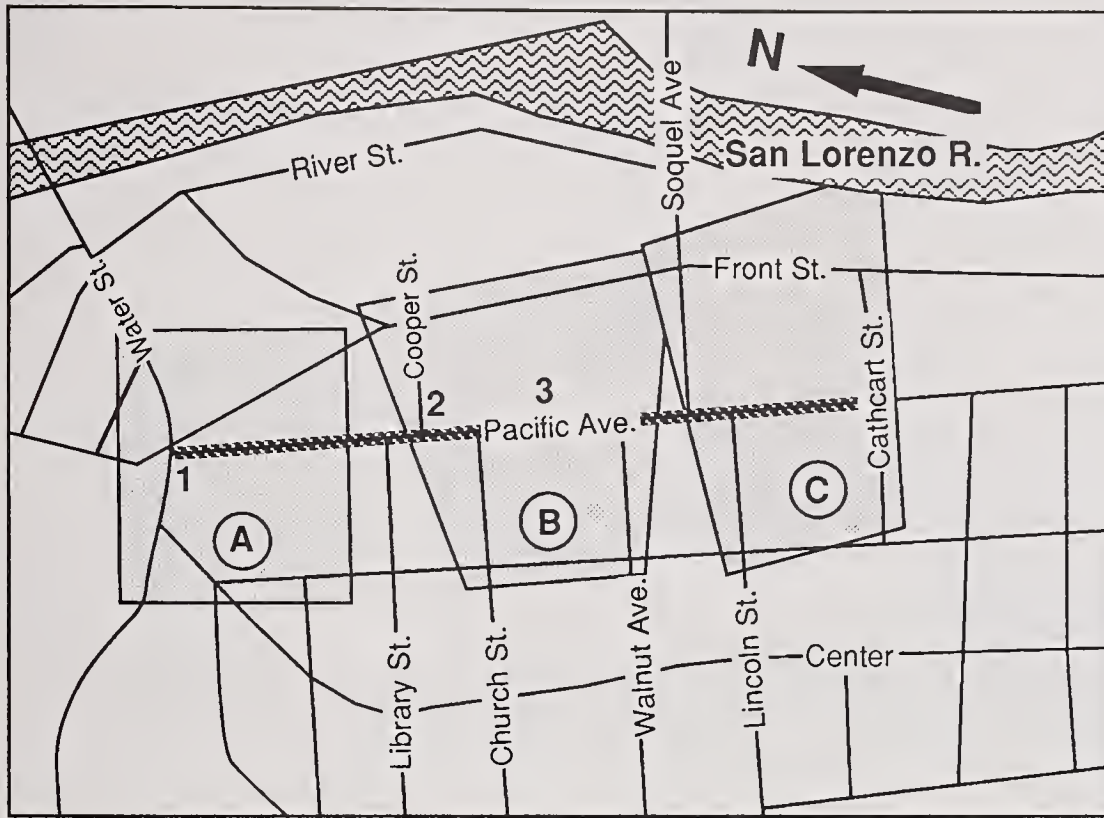 N
Soquel Ave
San Lorenzo R.
River St.
Water St.
Cooper St.
Front St.
Cathcart St.
2
3
Pacific Ave.
1
A
B
C
Library St.
Church St.
Walnut Ave.
Lincoln St.
Center